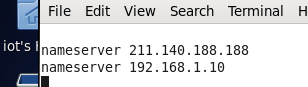 File Edit View Search Terminal H
iot's H
nameserver 211.140.188.188
nameserver 192.168.1.10